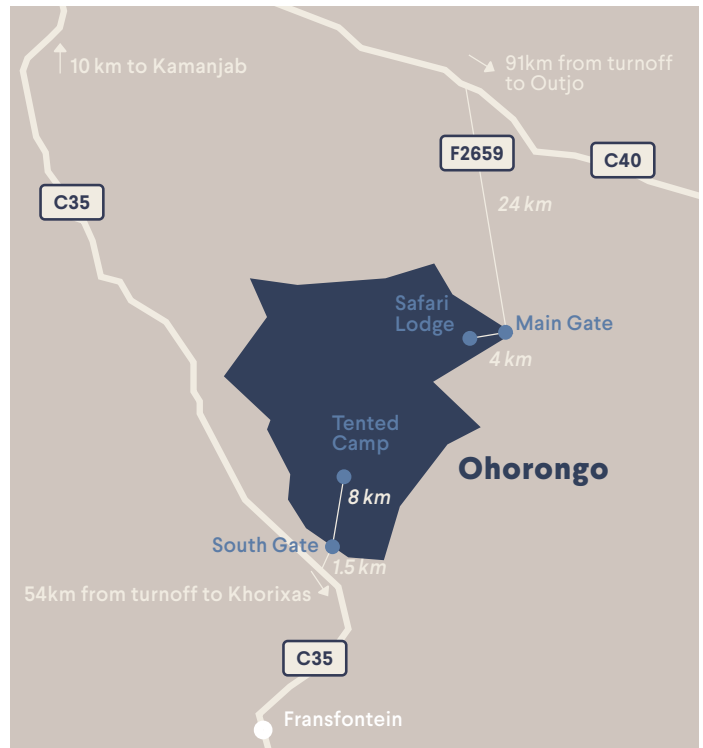 10 km to Kamanjab
91km from turnoff
to Outjo
F2659
C40
C35
24 km
Safari
Lodge
Main Gate
4 km
Tented
Camp
Ohorongo
8 km
South Gate
1.5 km
54km from turnoff to Khorixas
C35
Fransfontein